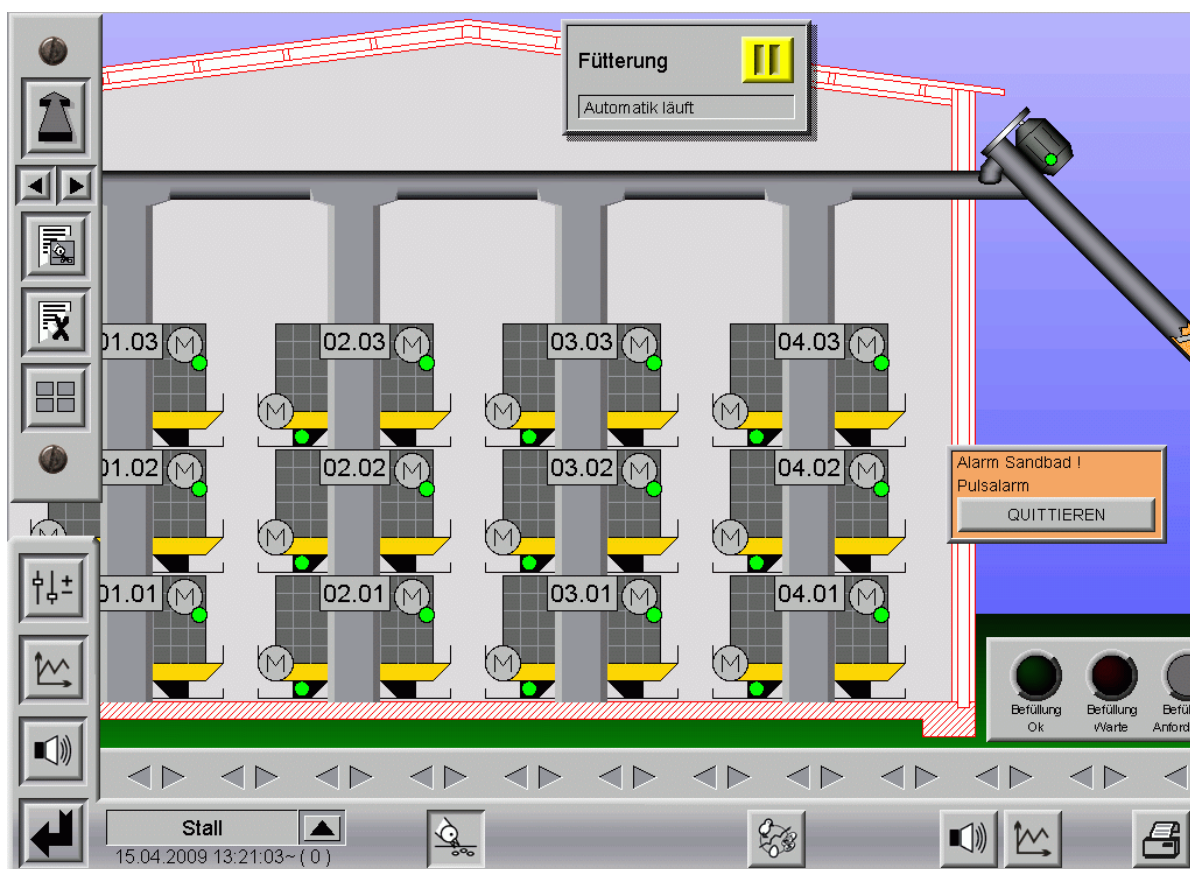 Fütterung
Automatik läuft
01.03
M
02.03
M
03.03
M
04.03
M
M
M
M
01.02
M
02.02
M
03.02
M
04.02
M
Alarm Sandbad !
Pulsalarm
QUITTIEREN
M
M
M
M
01.01
M
02.01
M
03.01
M
04.01
M
M
M
M
Befüllung
Ok
Befüllung
Warte
Befül
Anford
Stall
15.04.2009 13:21:03~ ( 0 )